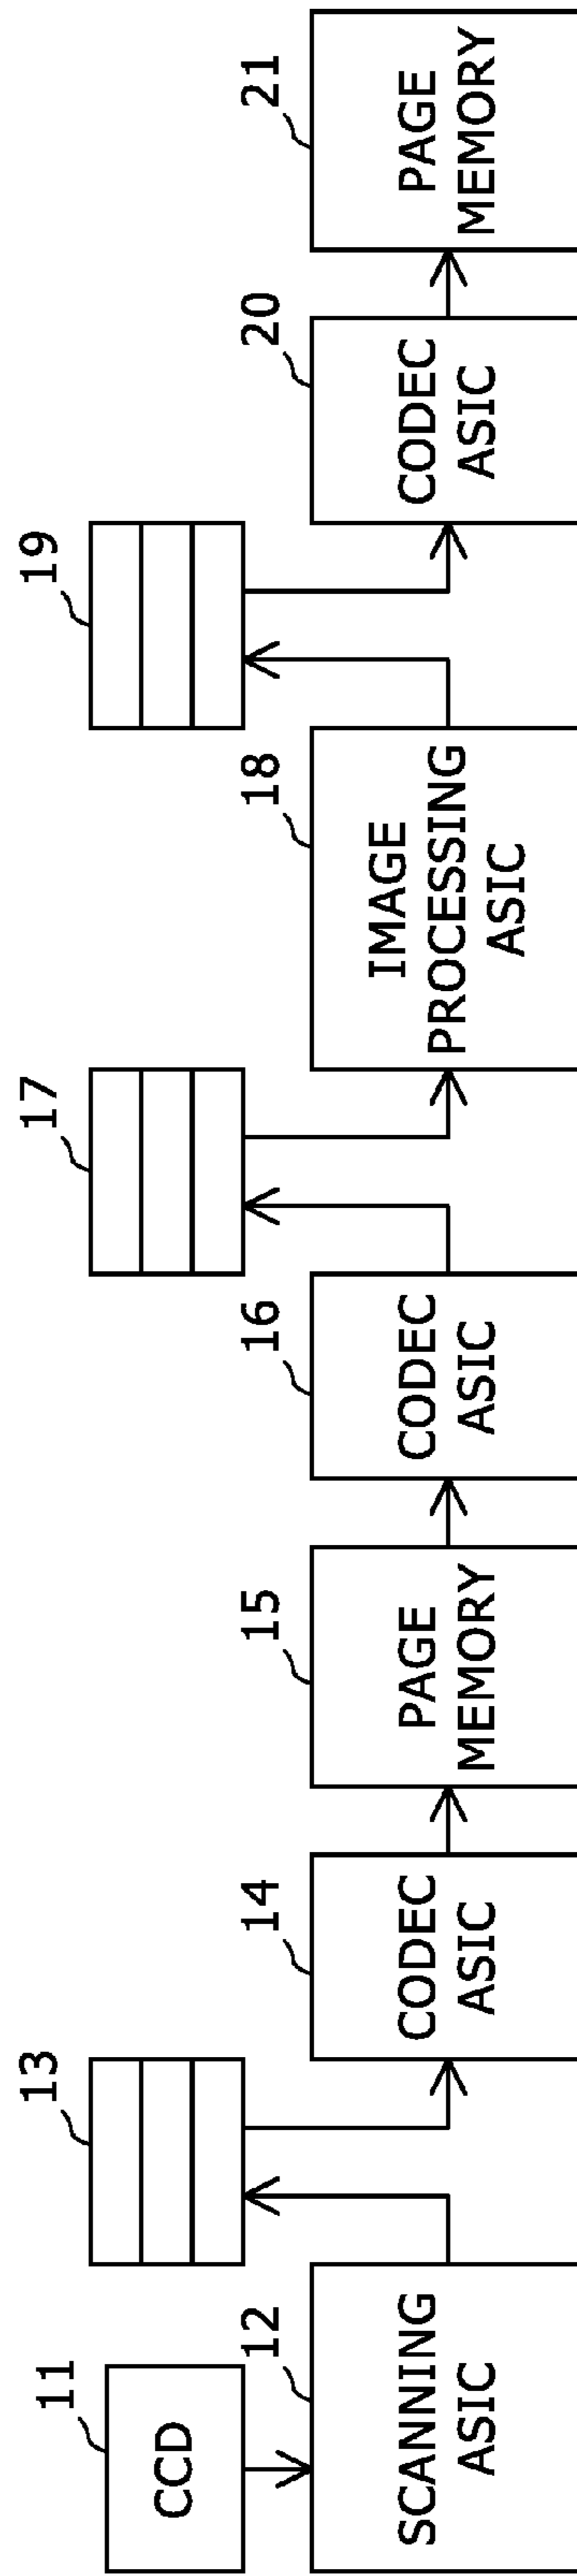 11
CCD
12
SCANNING
ASIC
13
14
CODEC
ASIC
15
PAGE
MEMORY
16
CODEC
ASIC
17
18
IMAGE
PROCESSING
ASIC
19
20
CODEC
ASIC
21
PAGE
MEMORY